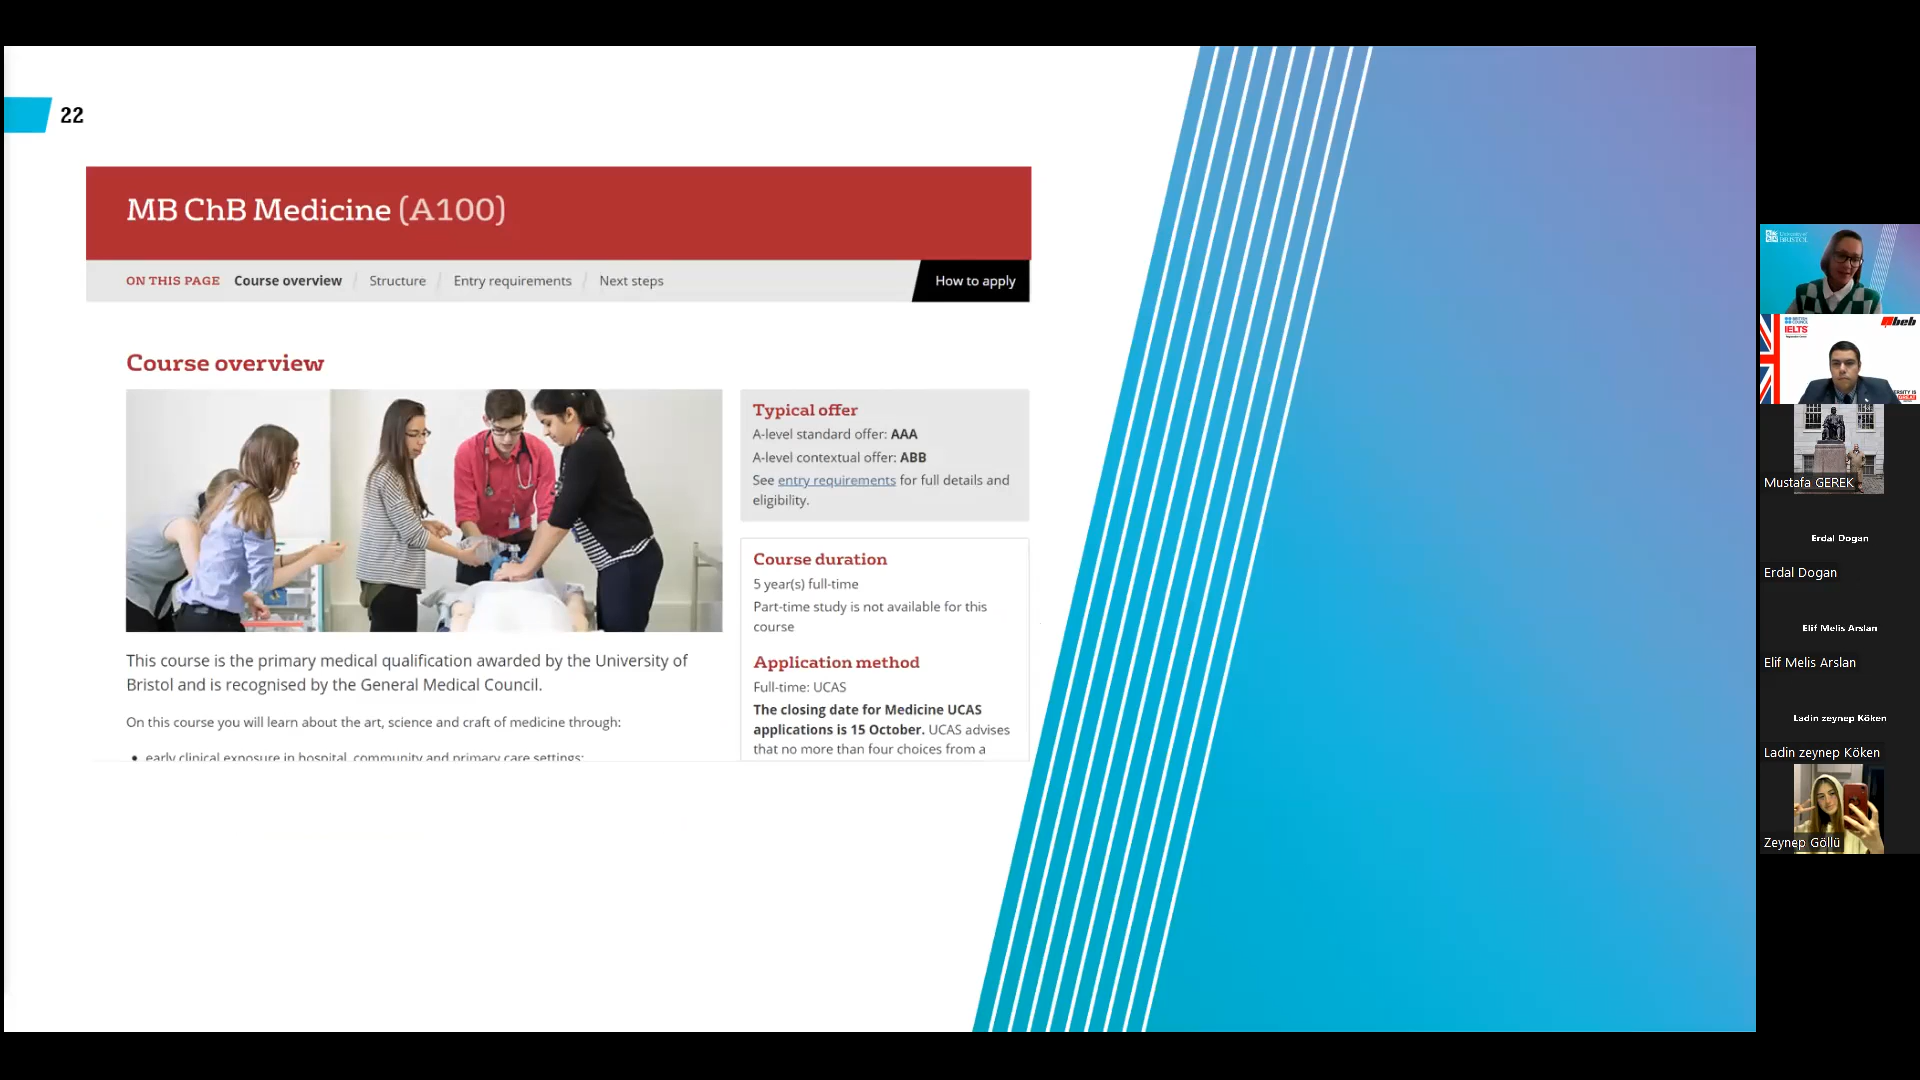 22
MB ChB Medicine (A100)
ON THIS PAGE Course overview Structure Entry requirements Next steps How to apply
Course overview
Typical offer
A-level standard offer: AAA
A-level contextual offer: ABB
See entry requirements for full details and
eligibility.
Course duration
5 year(s) full-time
Part-time study is not available for this
course
Application method
Full-time: UCAS
The closing date for Medicine UCAS
applications is 15 October. UCAS advises
that no more than four choices from a
This course is the primary medical qualification awarded by the University of
Bristol and is recognised by the General Medical Council.
On this course you will learn about the art, science and craft of medicine through:
• early clinical exposure in hospital, community and primary care settings;
University of
BRISTOL
BRITISH
COUNCIL
IELTS
beb
GREAT
Mustafa GEREK
Erdal Dogan
Erdal Dogan
Elif Melis Arslan
Elif Melis Arslan
Ladin zeynep Köken
Ladin zeynep Köken
Zeynep Göllü